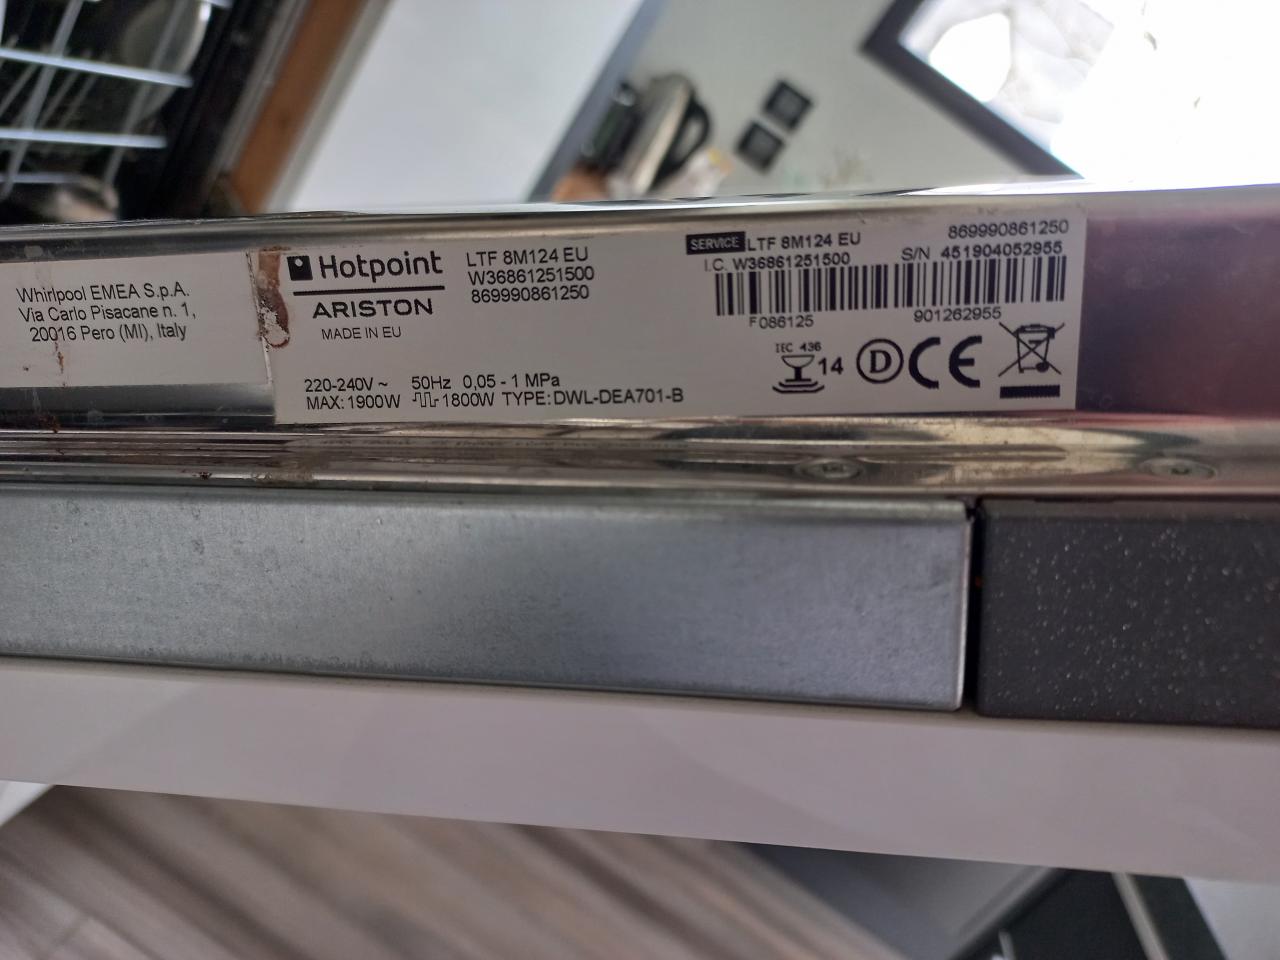 Whirlpool EMEA S.p.A.
Via Carlo Pisacane n. 1,
20016 Pero (MI), Italy
Hotpoint
ARISTON
MADE IN EU
LTF 8M124 EU
W36861251500
869990861250
220-240V ~ 50Hz 0,05 - 1 MPa
MAX: 1900W 1800W TYPE: DWL-DEA701-B
SERVICE LTF 8M124 EU 869990861250
I.C. W36861251500 S/N 451904052955
F086125 901262955
IEC 436
14
D CE